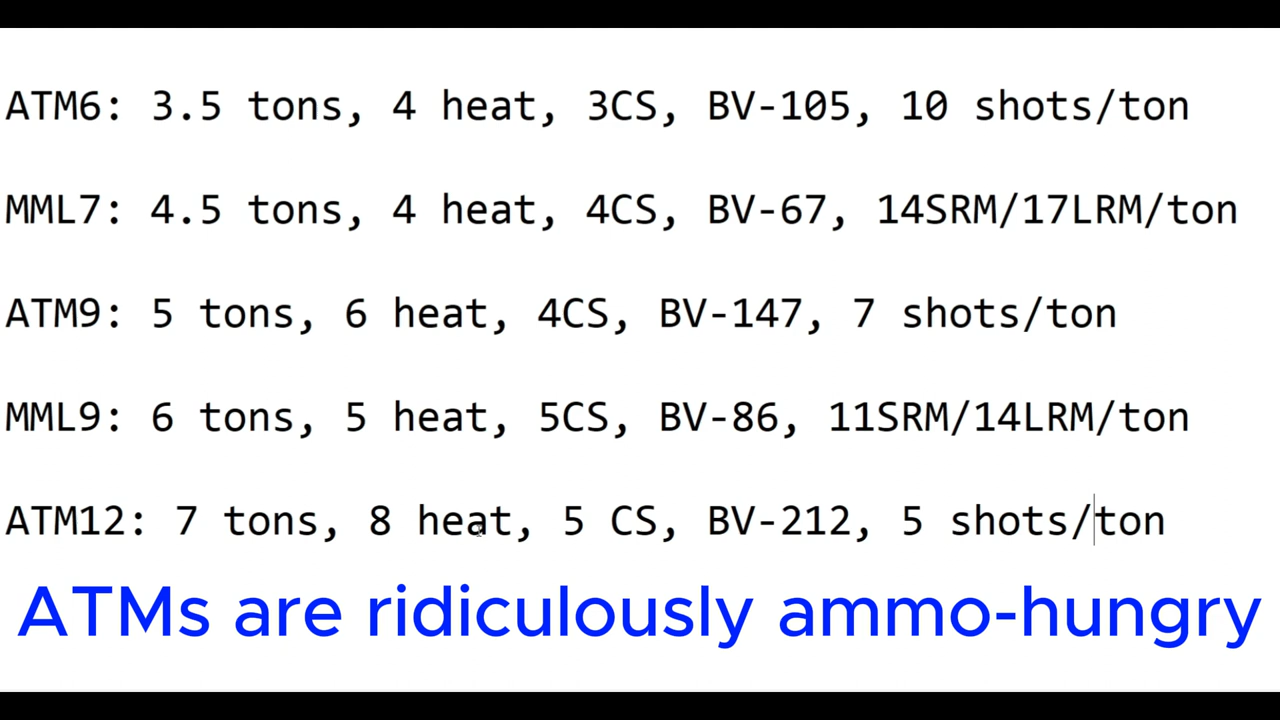 ATM6: 3.5 tons, 4 heat, 3CS, BV-105, 10 shots/ton
MML7: 4.5 tons, 4 heat, 4CS, BV-67, 14SRM/17LRM/ton
ATM9: 5 tons, 6 heat, 4CS, BV-147, 7 shots/ton
MML9: 6 tons, 5 heat, 5CS, BV-86, 11SRM/14LRM/ton
ATM12: 7 tons, 8 heat, 5 CS, BV-212, 5 shots/ton
ATMs are ridiculously ammo-hungry